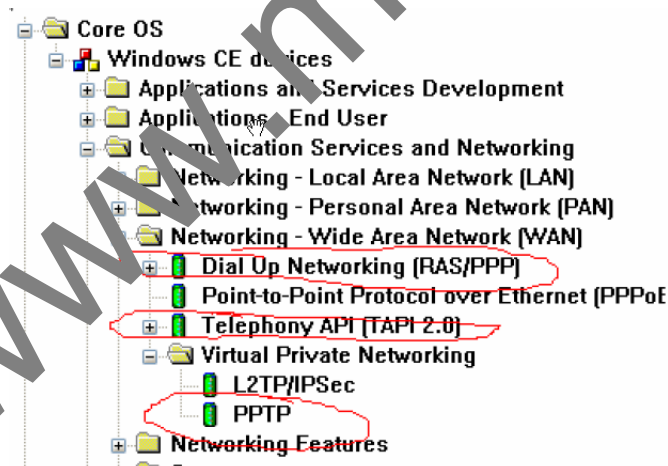 Core OS
Windows CE devices
Applications and Services Development
Applications - End User
Communication Services and Networking
Networking - Local Area Network (LAN)
Networking - Personal Area Network (PAN)
Networking - Wide Area Network (WAN)
Dial Up Networking (RAS/PPP)
Point-to-Point Protocol over Ethernet (PPPoE
Telephony API (TAPI 2.0)
Virtual Private Networking
L2TP/IPSec
PPTP
Networking Features
www.m